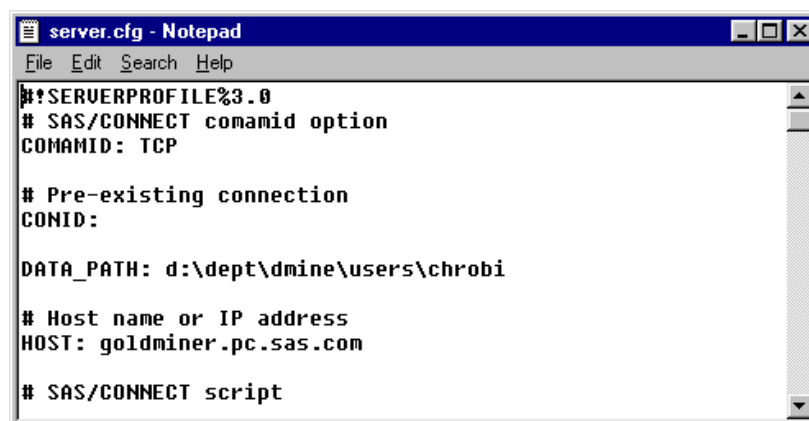 server.cfg - Notepad
File Edit Search Help
#!SERVERPROFILE%3.0
# SAS/CONNECT comamid option
COMAMID: TCP
# Pre-existing connection
CONID:
DATA_PATH: d:\dept\dmine\users\chrobi
# Host name or IP address
HOST: goldminer.pc.sas.com
# SAS/CONNECT script